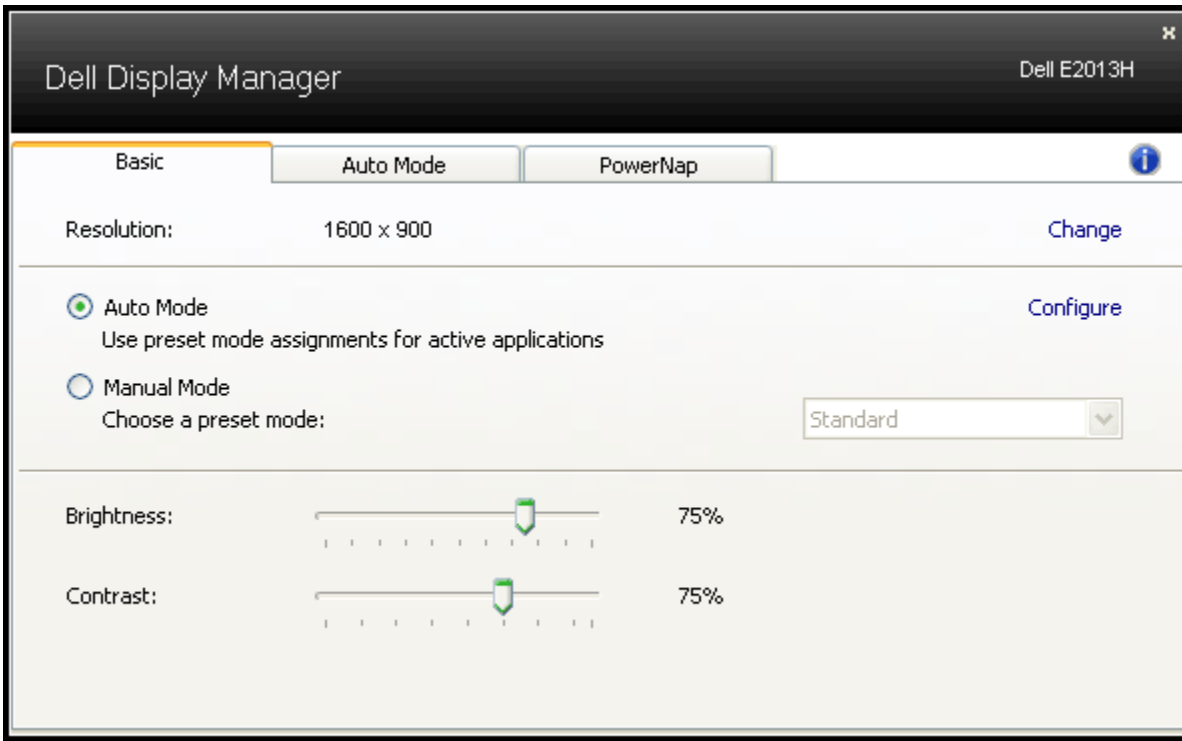 Dell Display Manager
Dell E2013H
Basic
Auto Mode
PowerNap
Resolution:
1600 x 900
Change
Auto Mode
Configure
Use preset mode assignments for active applications
Manual Mode
Choose a preset mode:
Standard
Brightness:
75%
Contrast:
75%